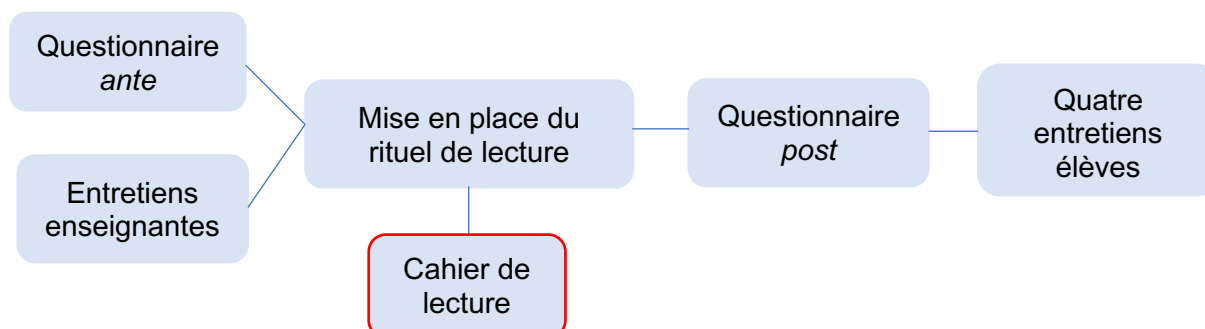 Questionnaire
ante
Entretiens
enseignantes
Mise en place du
rituel de lecture
Cahier de
lecture
Questionnaire
post
Quatre
entretiens
élèves